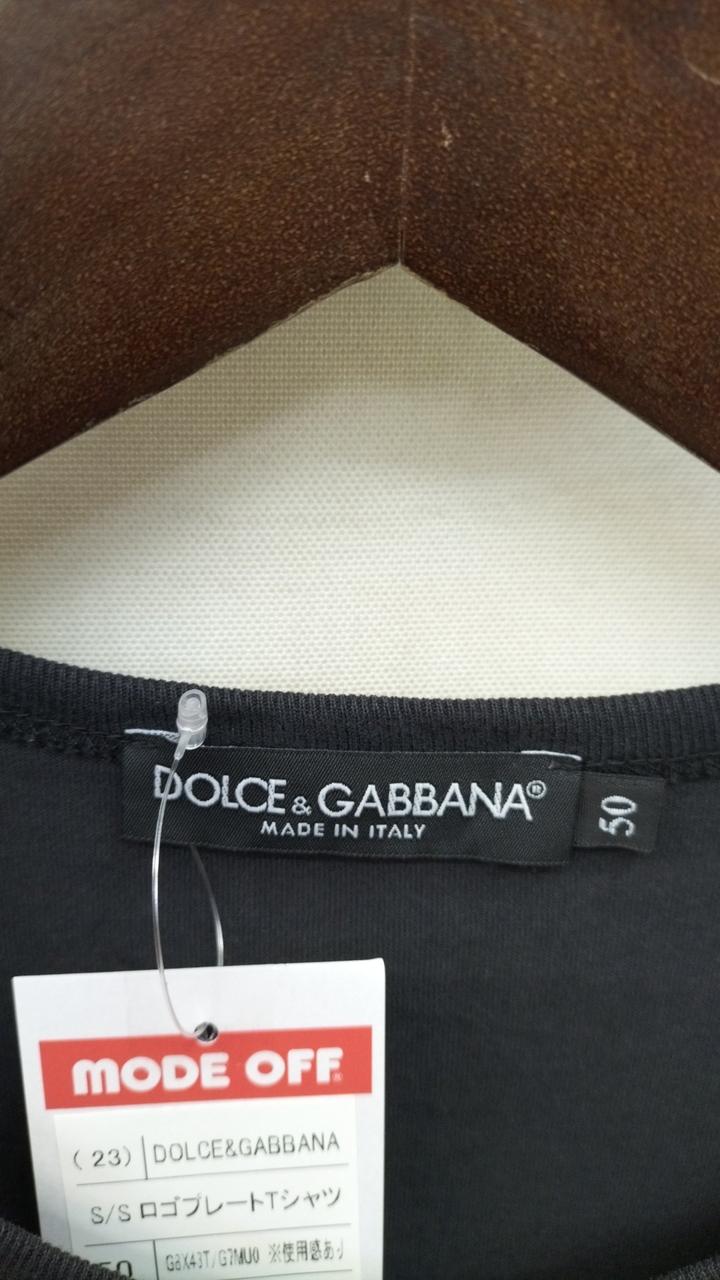 DOLCE & GABBANA®
MADE IN ITALY
50
MODE OFF
(23) DOLCE&GABBANA
S/S ロゴプレートTシャツ
50 G8X43T/G7MU0 ※使用感あり